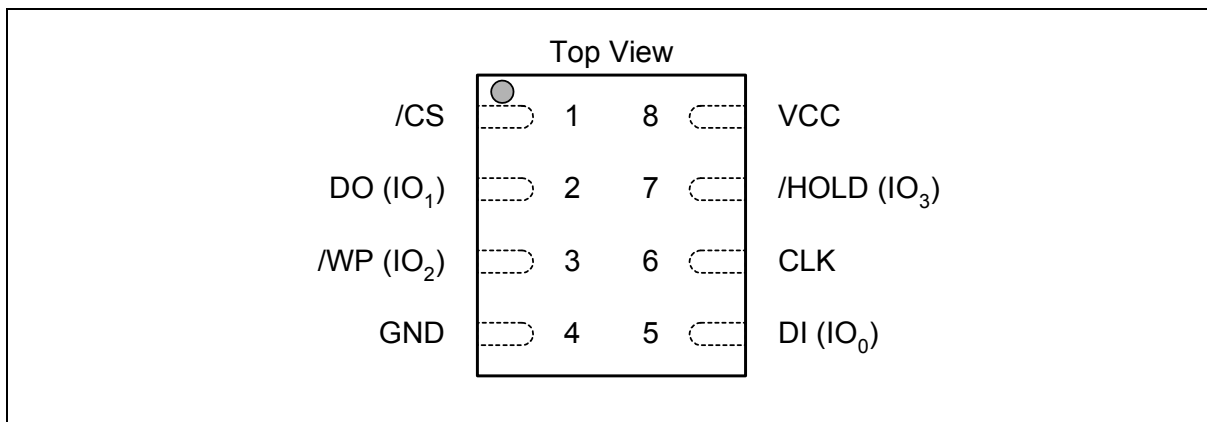 Top View
/CS 1 8 VCC
DO (IO₁) 2 7 /HOLD (IO₃)
/WP (IO₂) 3 6 CLK
GND 4 5 DI (IO₀)